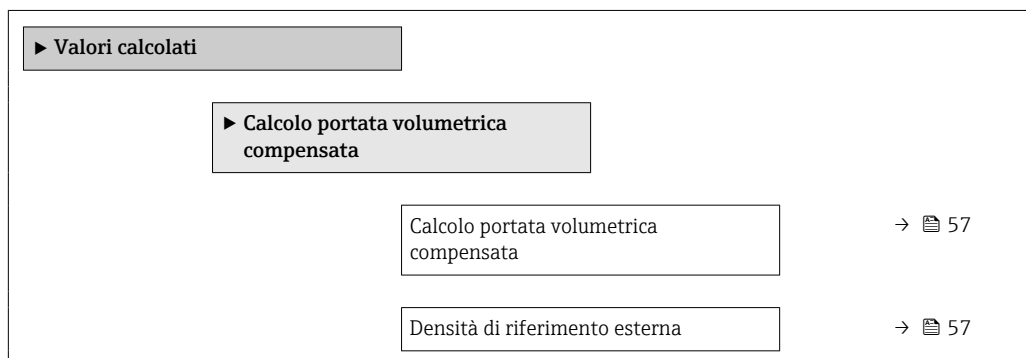 ▶ Valori calcolati
▶ Calcolo portata volumetrica
compensata
Calcolo portata volumetrica
compensata
→ 57
Densità di riferimento esterna → 57